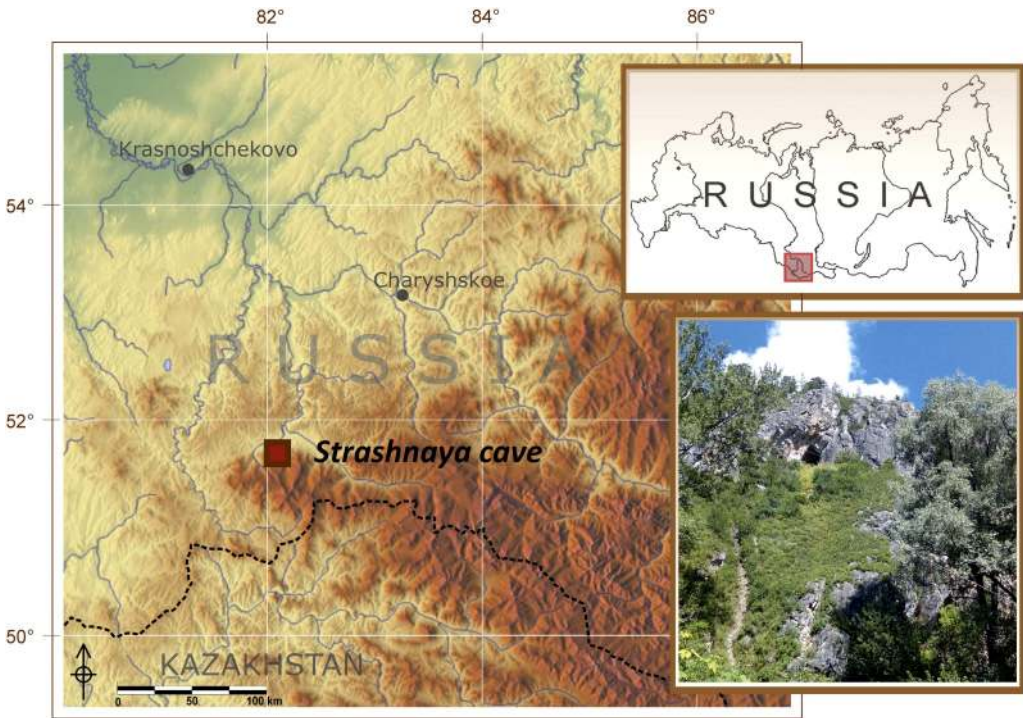 82°
84°
86°
Krasnoshchekovo
54°
Charyshskoe
RUSSIA
RUSSIA
52°
Strashnaya cave
50°
KAZAKHSTAN
0 50 100 km